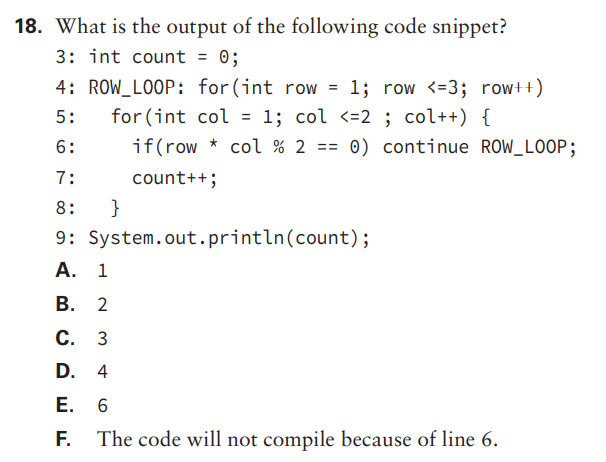 18. What is the output of the following code snippet?
3: int count = 0;
4: ROW_LOOP: for(int row = 1; row <=3; row++)
5:   for(int col = 1; col <=2 ; col++) {
6:     if(row * col % 2 == 0) continue ROW_LOOP;
7:     count++;
8:   }
9: System.out.println(count);
A. 1
B. 2
C. 3
D. 4
E. 6
F. The code will not compile because of line 6.